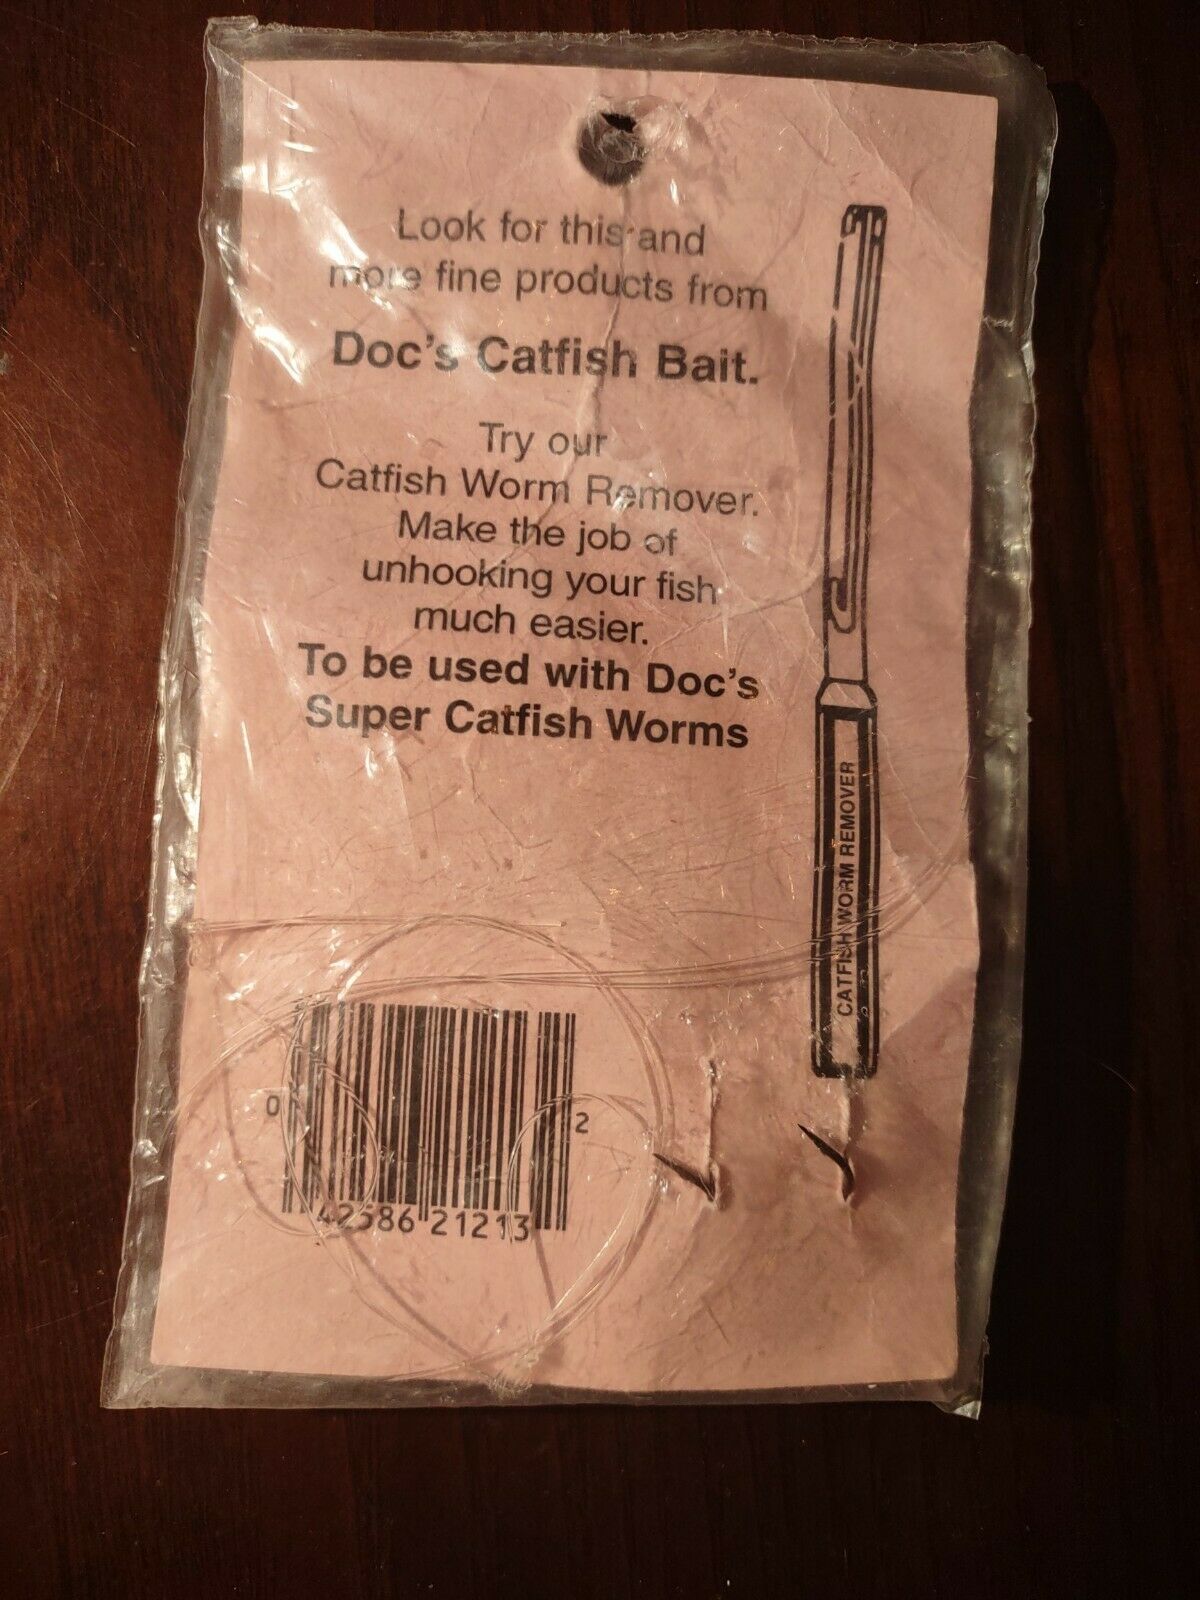 Look for this and
more fine products from
Doc's Catfish Bait.
Try our
Catfish Worm Remover.
Make the job of
unhooking your fish
much easier.
To be used with Doc's
Super Catfish Worms
CATFISH WORM REMOVER
0 42586 21213 2